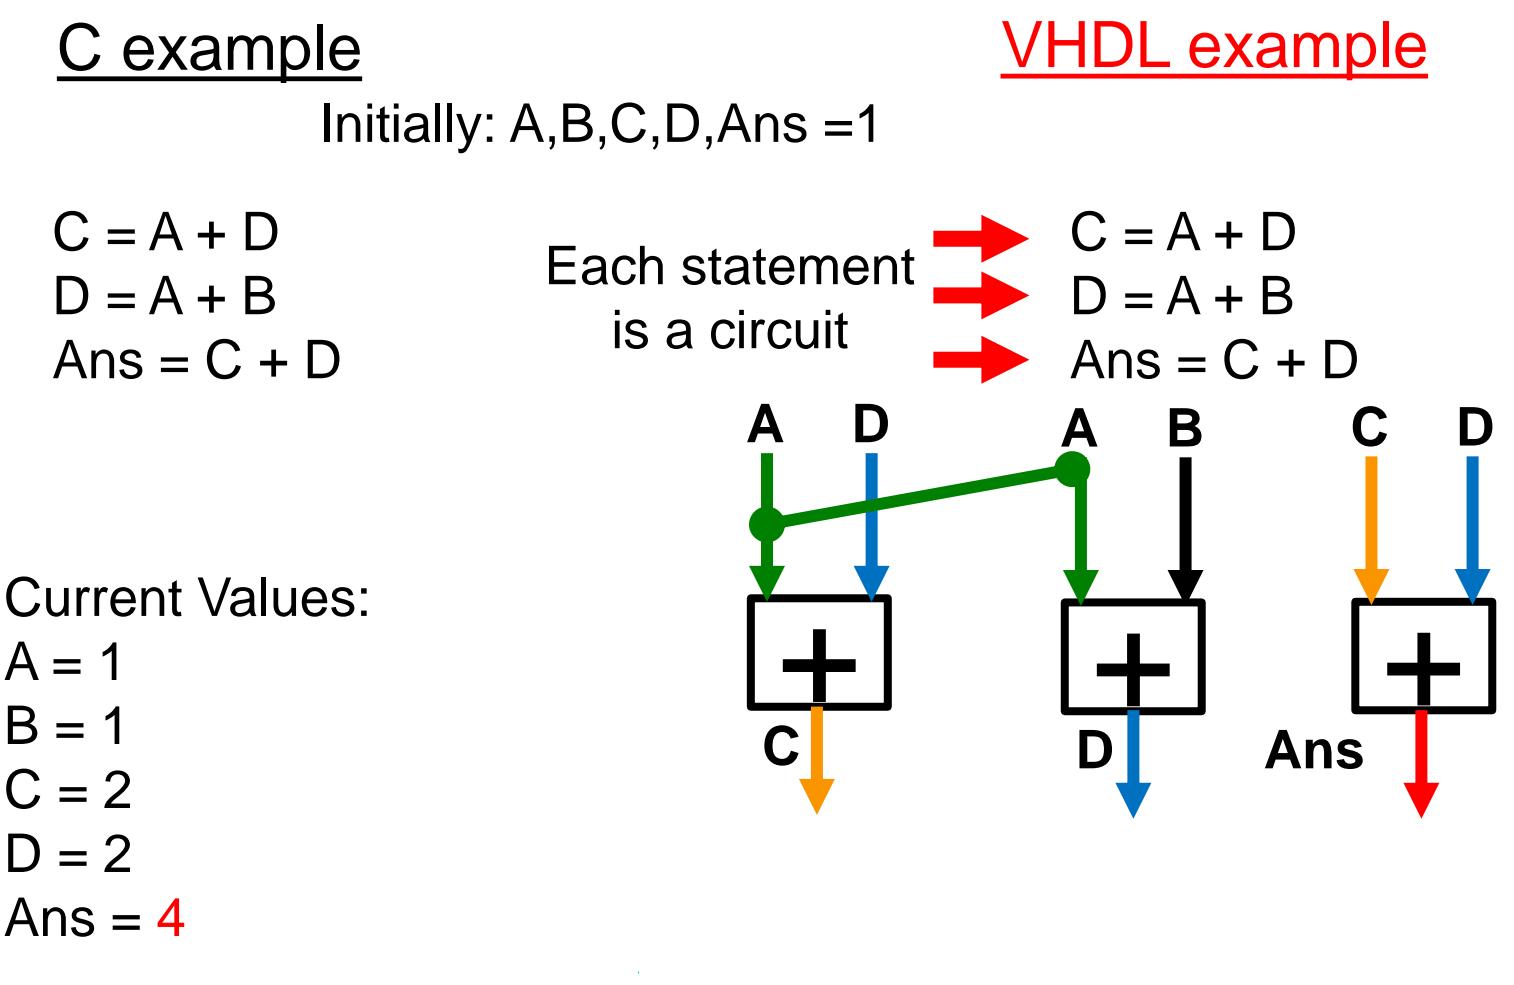 C example
VHDL example
Initially: A,B,C,D,Ans =1
C = A + D
D = A + B
Ans = C + D
Each statement
is a circuit
C = A + D
D = A + B
Ans = C + D
A D A B C D
+ + +
C D Ans
Current Values:
A = 1
B = 1
C = 2
D = 2
Ans = 4